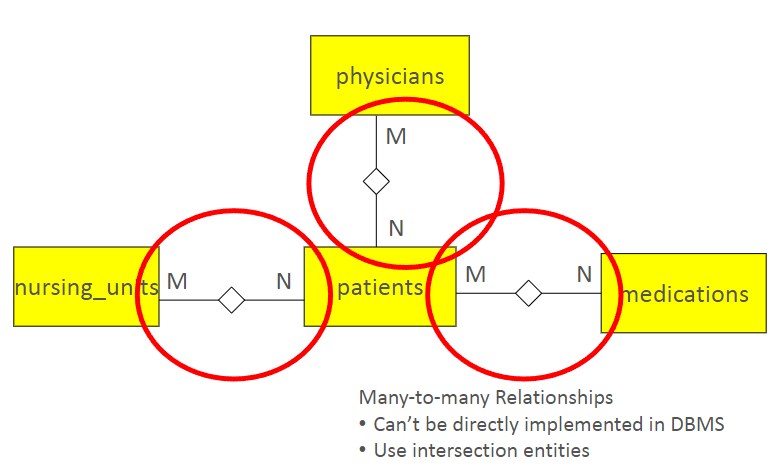 physicians
M
N
nursing_units
M
N
patients
M
N
medications
Many-to-many Relationships
• Can’t be directly implemented in DBMS
• Use intersection entities